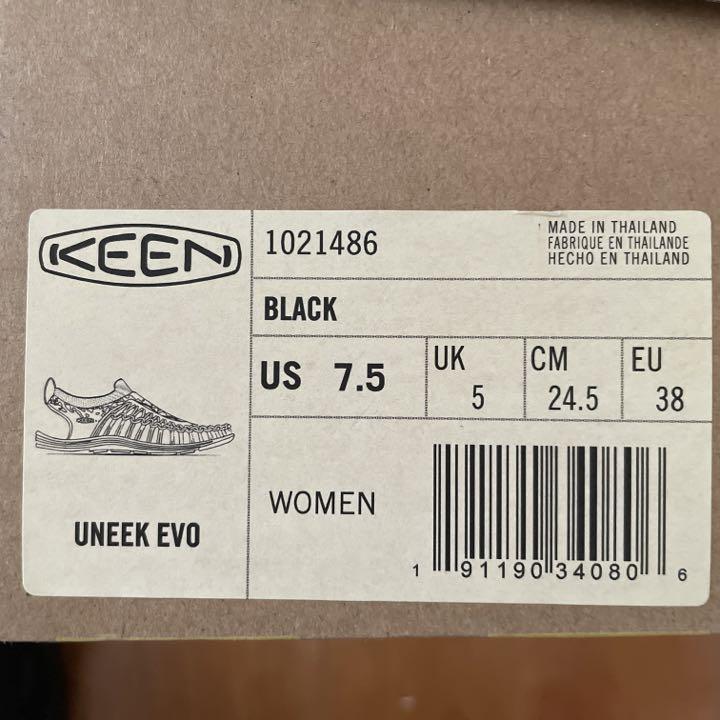 KEEN
1021486
MADE IN THAILAND
FABRIQUE EN THAILANDE
HECHO EN THAILAND
BLACK
US 7.5
UK 5
CM 24.5
EU 38
UNEEK EVO
WOMEN
1 91190 34080 6